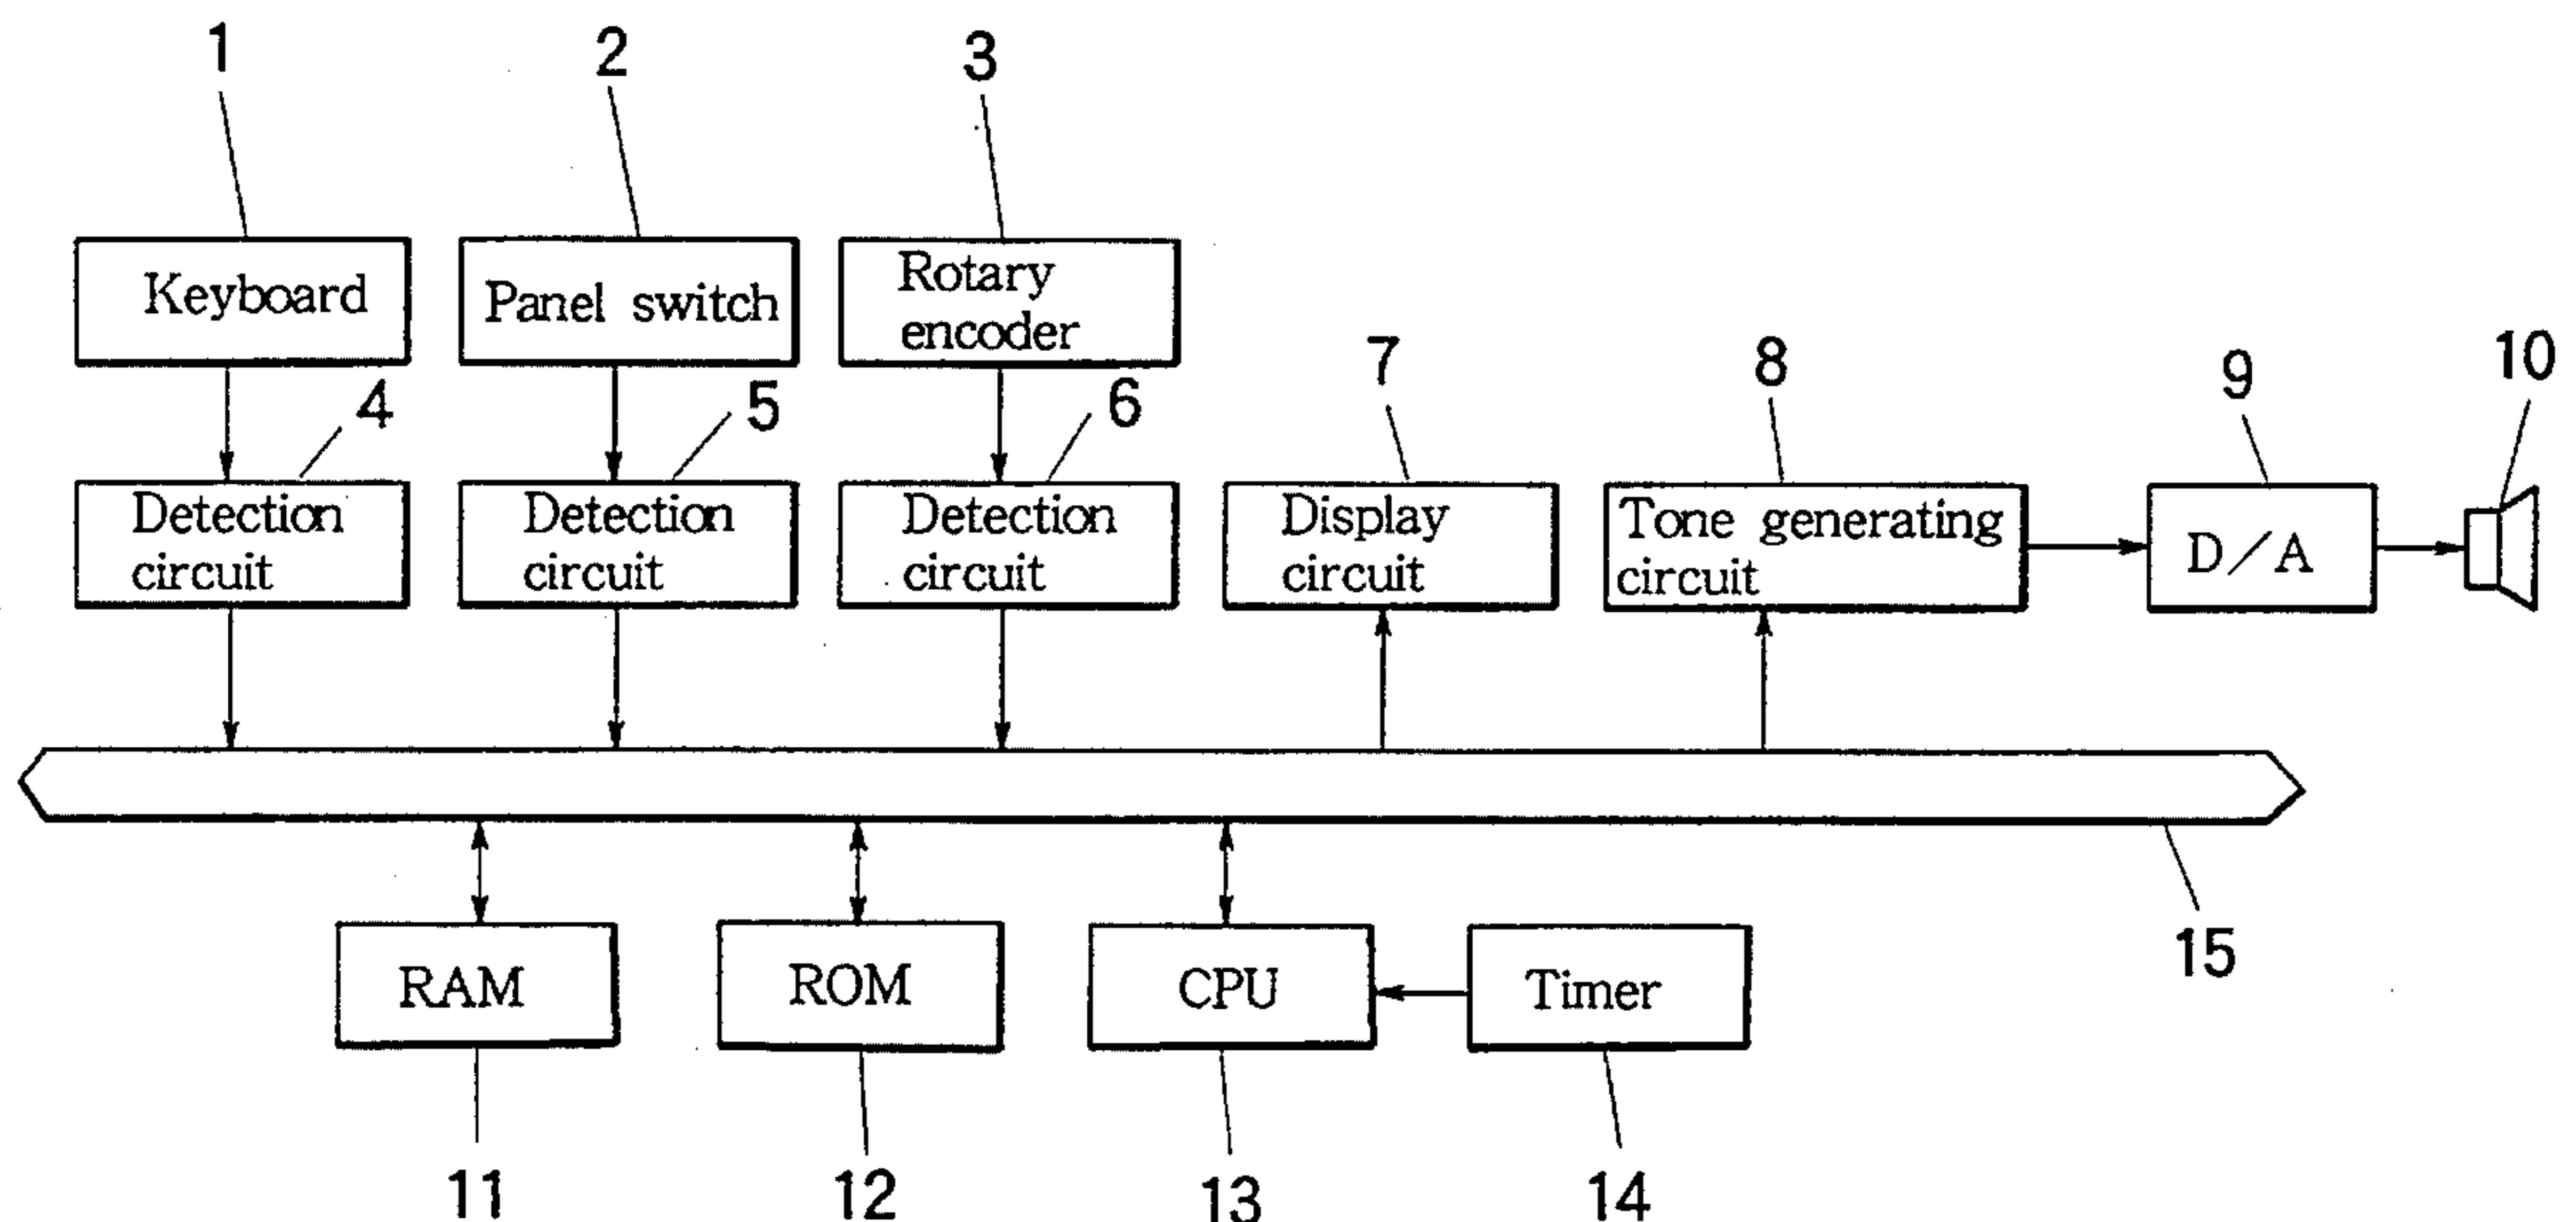 1
2
3
Keyboard
Panel switch
Rotary
encoder
4
5
6
7
8
9
10
Detection
circuit
Detection
circuit
Detection
circuit
Display
circuit
Tone generating
circuit
D/A
RAM
ROM
CPU
Timer
15
11
12
13
14